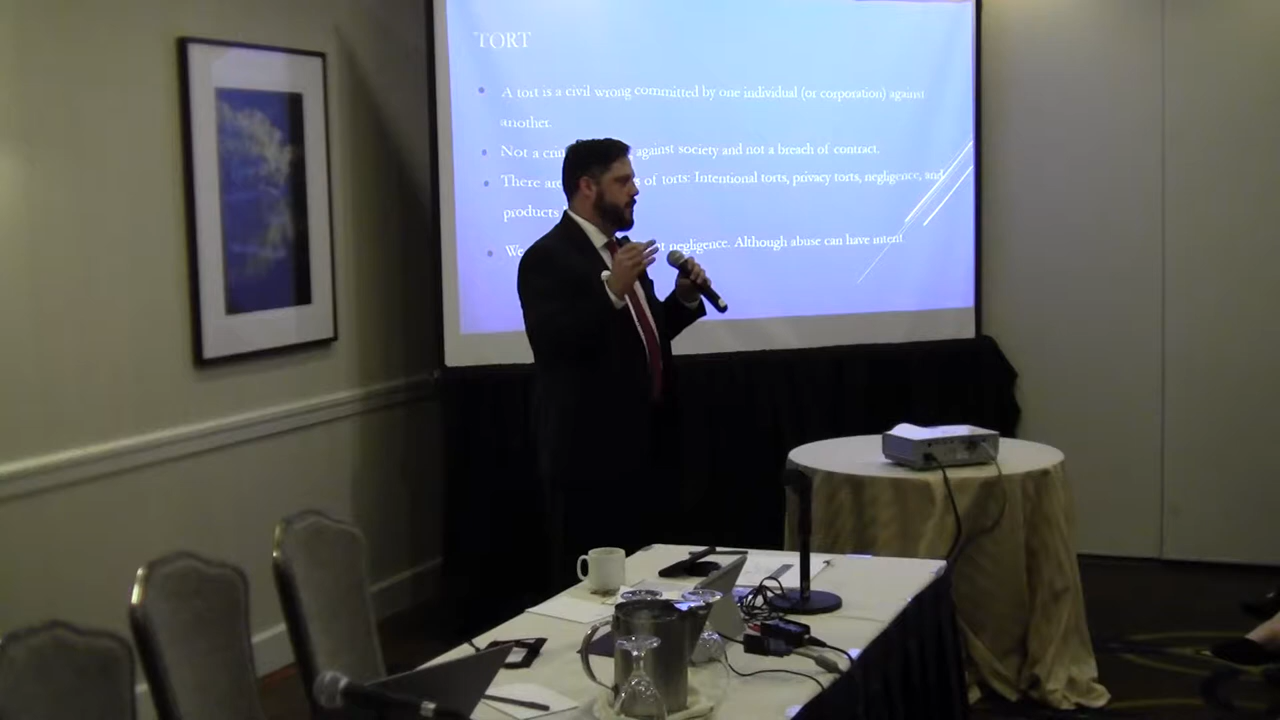 TORT
A tort is a civil wrong committed by one individual (or corporation) against
another.
Not a against society and not a breach of contract.
There are of torts: Intentional torts, privacy torts, negligence, and
products
We negligence. Although abuse can have intent